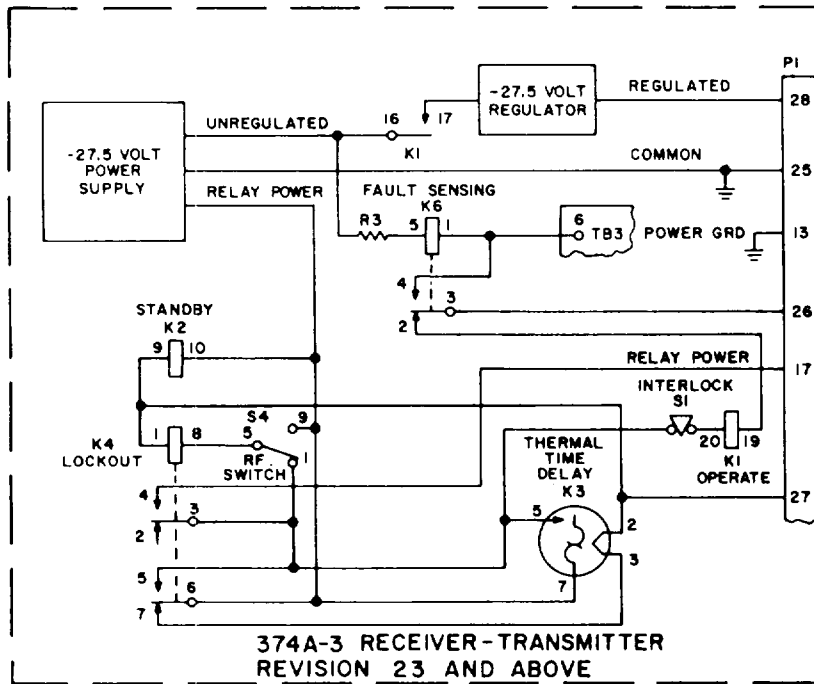 P1
-27.5 VOLT
REGULATOR
REGULATED
28
UNREGULATED
16
17
K1
-27.5 VOLT
POWER
SUPPLY
COMMON
25
RELAY POWER
FAULT SENSING
K6
R3
5
1
6
TB3
POWER GRD
13
4
3
2
26
STANDBY
K2
9
10
RELAY POWER
17
INTERLOCK
S1
20
19
K1
OPERATE
S4
9
5
1
RF
SWITCH
1
8
K4
LOCKOUT
THERMAL
TIME
DELAY
K3
27
4
3
2
5
2
3
7
5
6
7
374A-3 RECEIVER-TRANSMITTER
REVISION 23 AND ABOVE